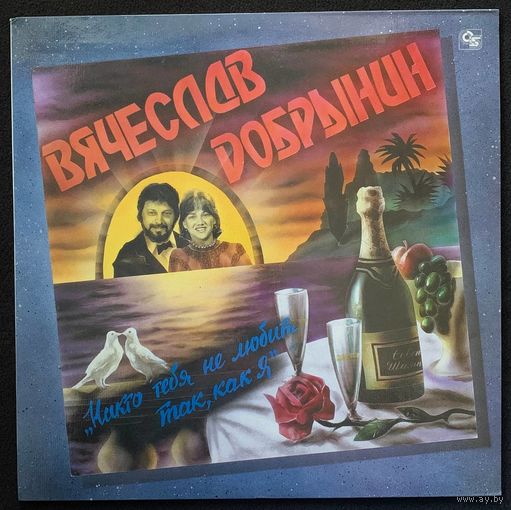 ВЯЧЕСЛАВ
ДОБРЫНИН
„Никто тебя не любит
так, как я"
www.ay.by